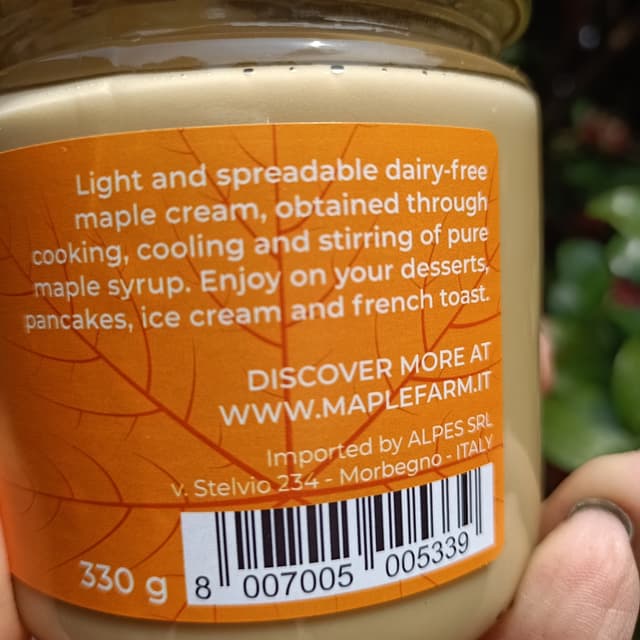 Light and spreadable dairy-free
maple cream, obtained through
cooking, cooling and stirring of pure
maple syrup. Enjoy on your desserts,
pancakes, ice cream and french toast.
DISCOVER MORE AT
WWW.MAPLEFARM.IT
Imported by ALPES SRL
v. Stelvio 234 - Morbegno - ITALY
330 g
8 007005 005339